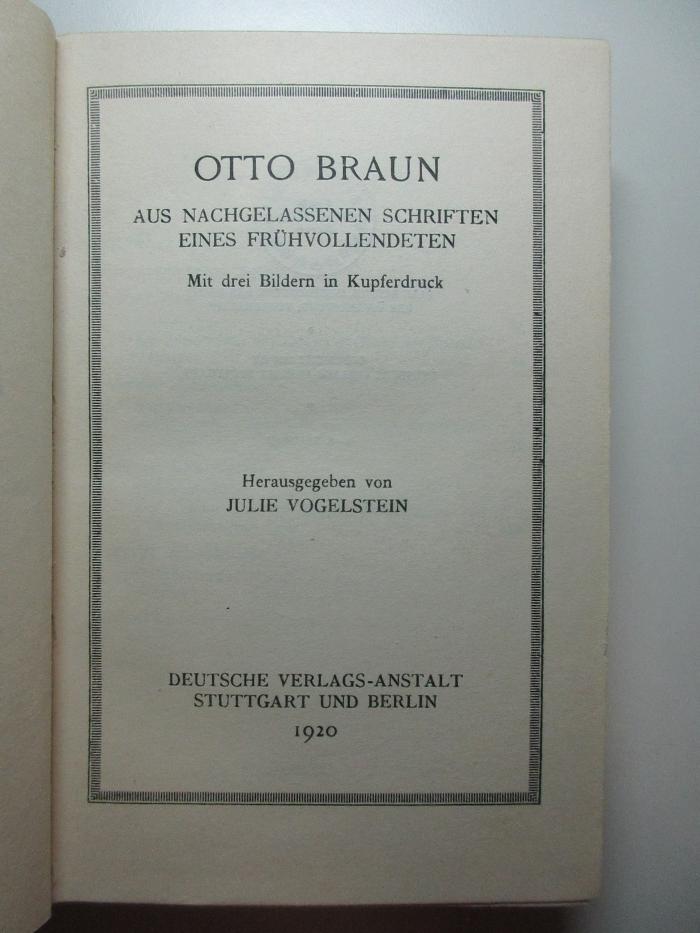 OTTO BRAUN
AUS NACHGELASSENEN SCHRIFTEN
EINES FRÜHVOLLENDETEN
Mit drei Bildern in Kupferdruck
Herausgegeben von
JULIE VOGELSTEIN
DEUTSCHE VERLAGS-ANSTALT
STUTTGART UND BERLIN
1920